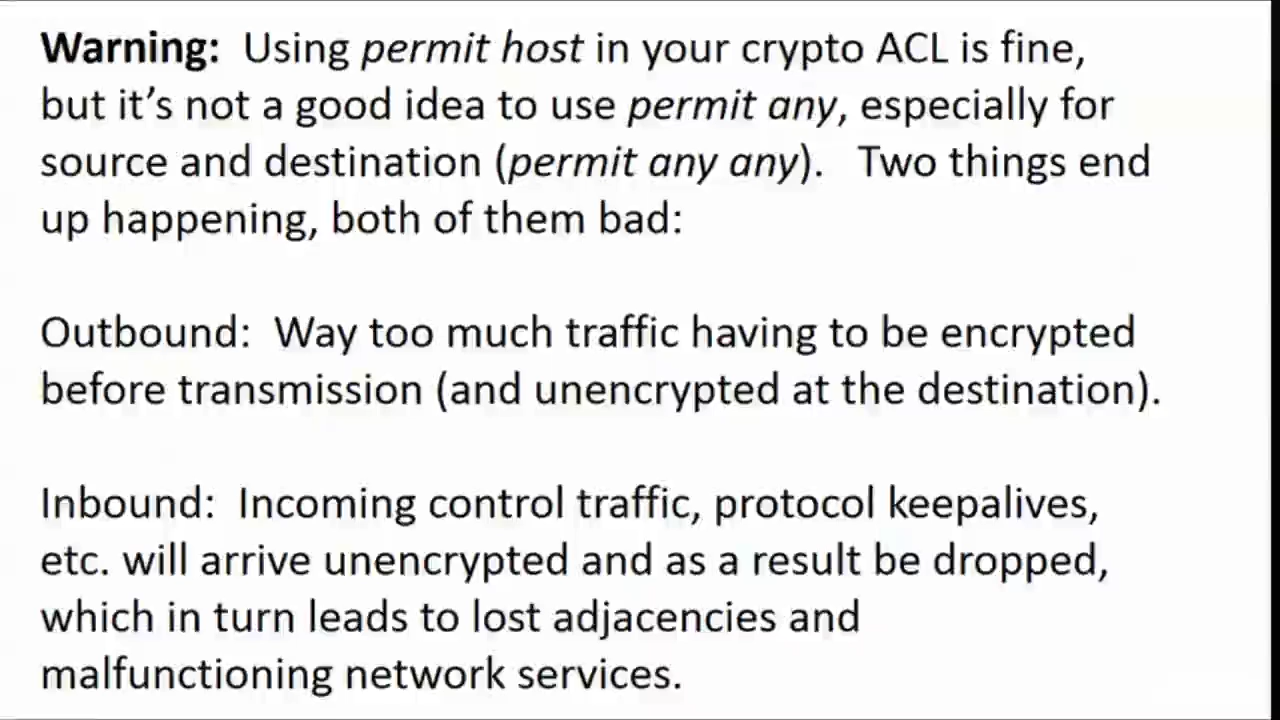 Warning: Using permit host in your crypto ACL is fine,
but it's not a good idea to use permit any, especially for
source and destination (permit any any). Two things end
up happening, both of them bad:
Outbound: Way too much traffic having to be encrypted
before transmission (and unencrypted at the destination).
Inbound: Incoming control traffic, protocol keepalives,
etc. will arrive unencrypted and as a result be dropped,
which in turn leads to lost adjacencies and
malfunctioning network services.